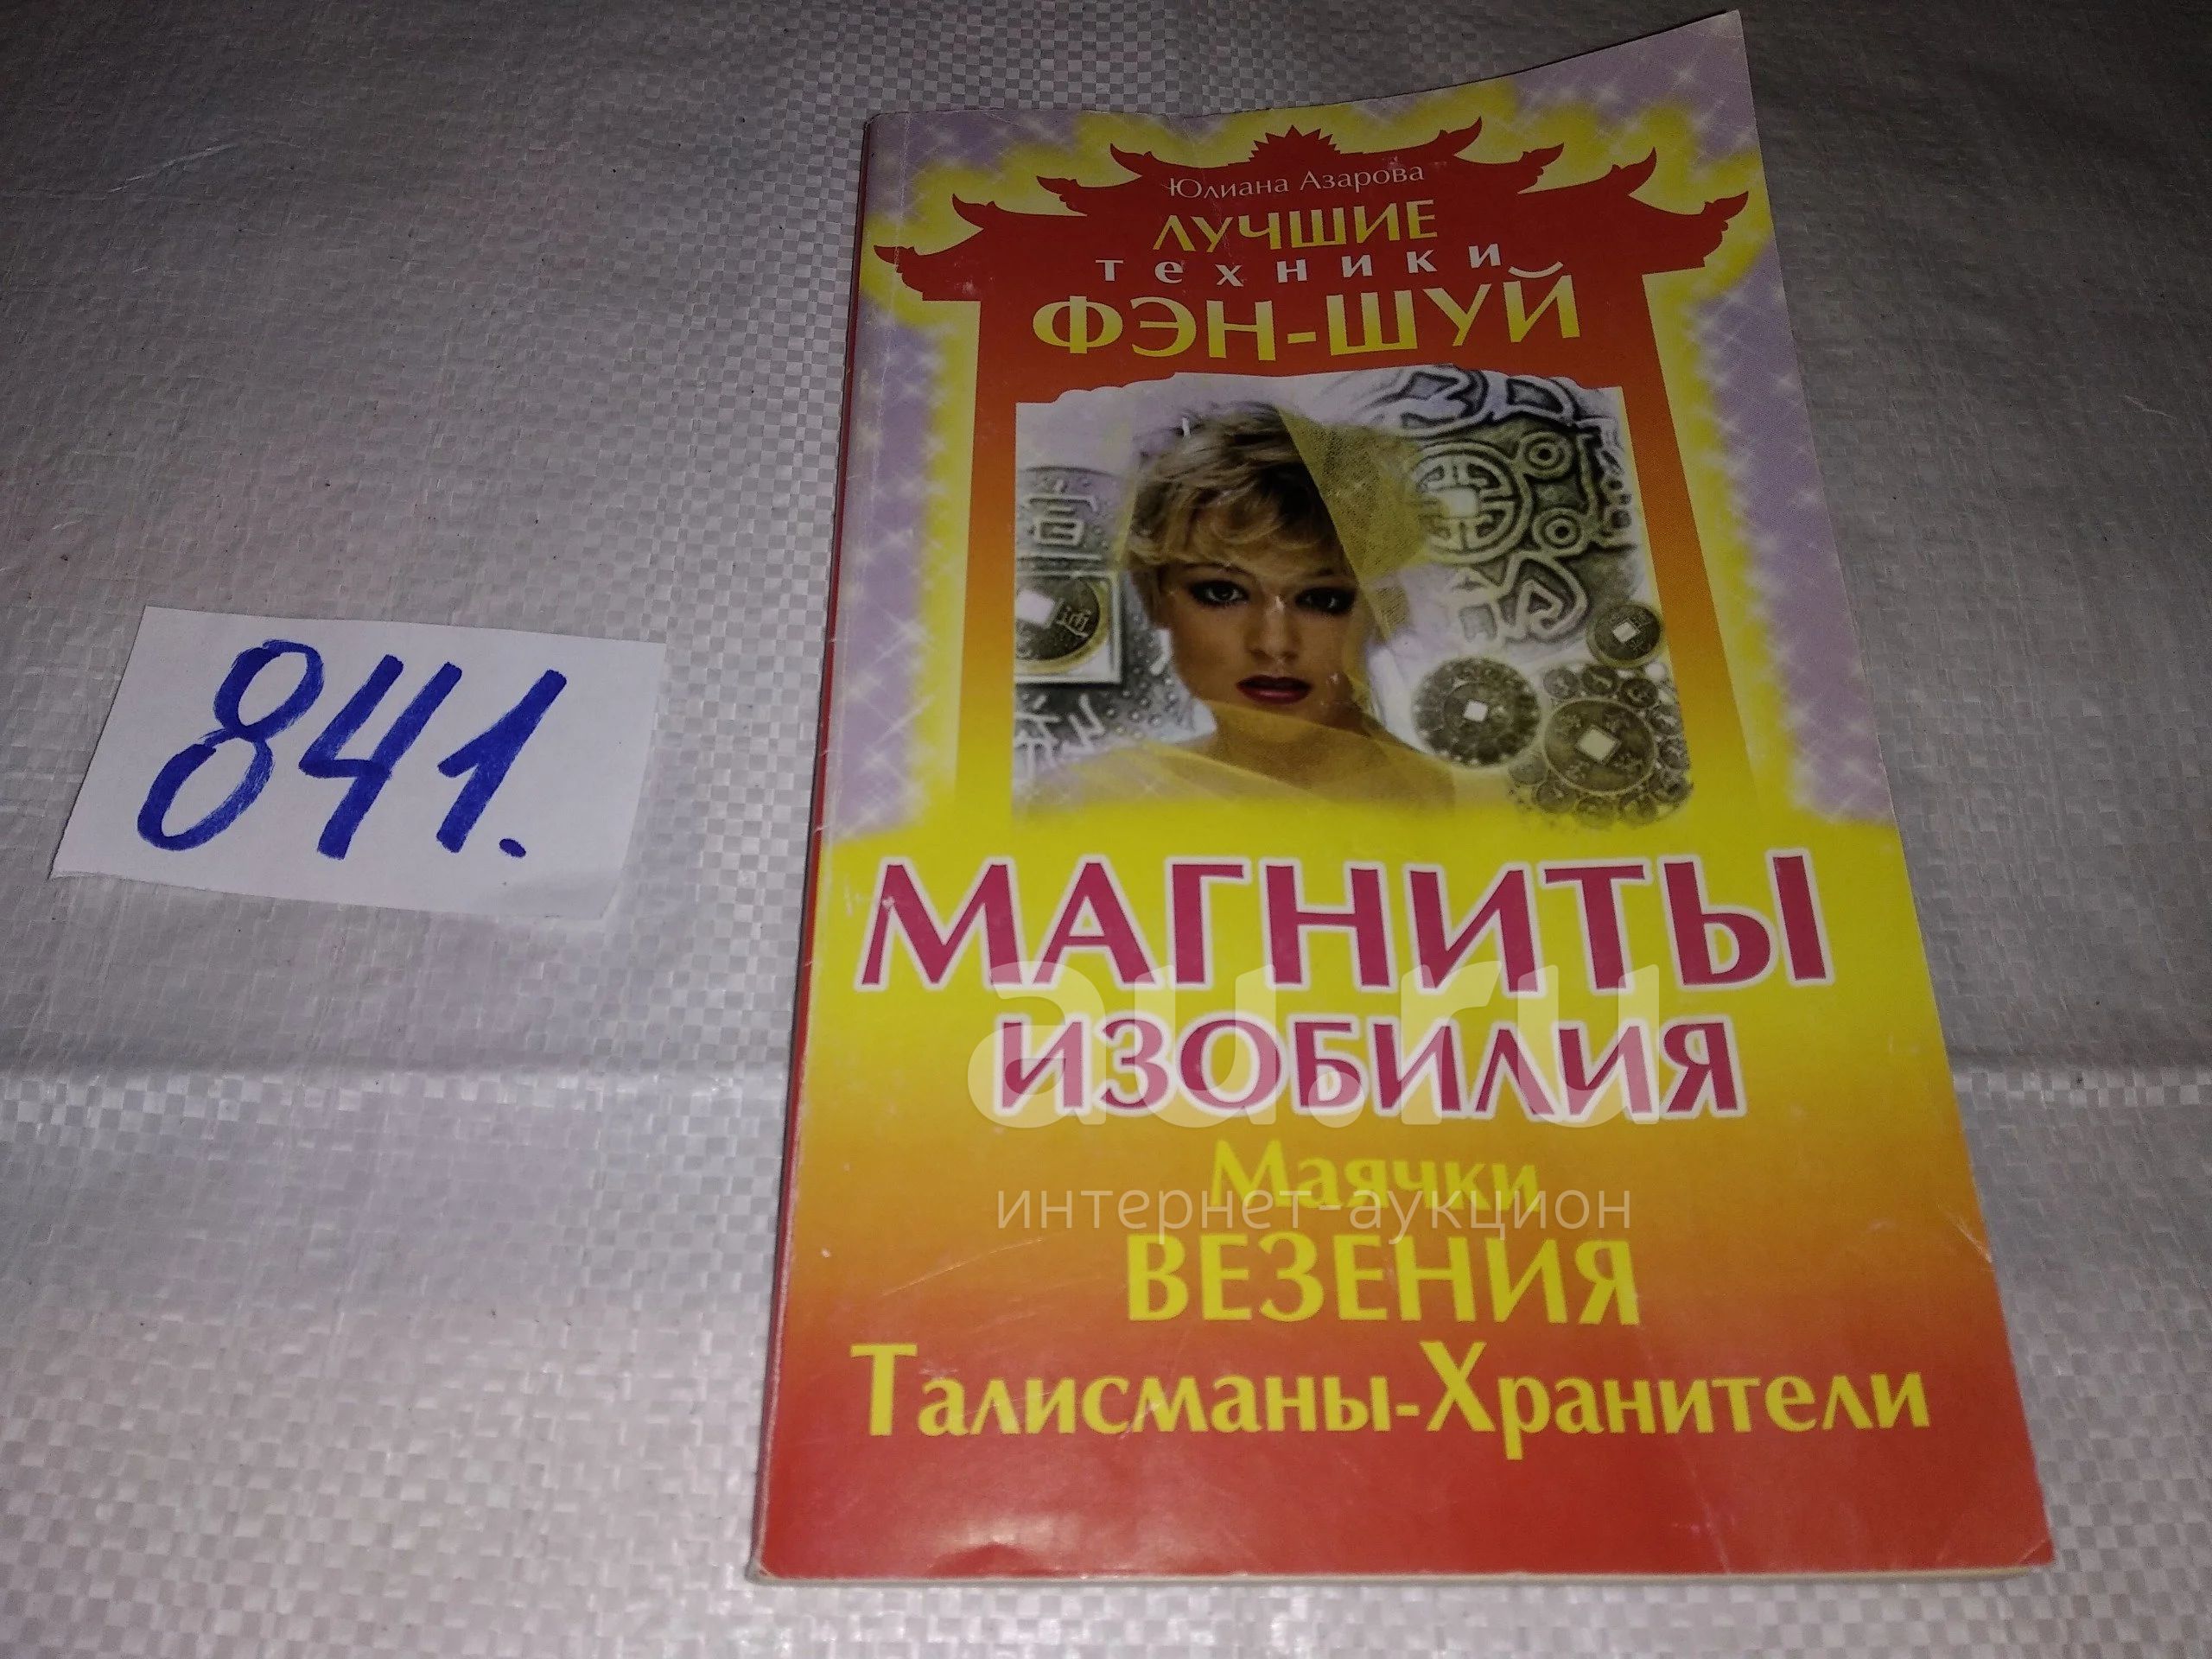 841.
Юлиана Азарова
ЛУЧШИЕ
техники
ФЭН-ШУЙ
МАГНИТЫ
ИЗОБИЛИЯ
au.ru
Маячки
интернет-аукцион
ВЕЗЕНИЯ
Талисманы-Хранители